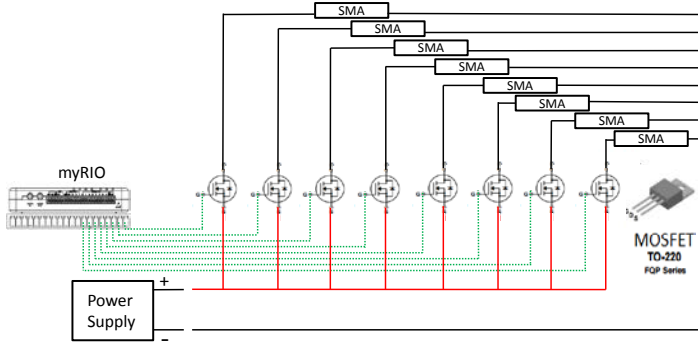 SMA
SMA
SMA
SMA
SMA
SMA
SMA
SMA
myRIO
G
G
G
G
G
G
G
G
MOSFET
TO-220
FQP Series
+
Power
Supply
–